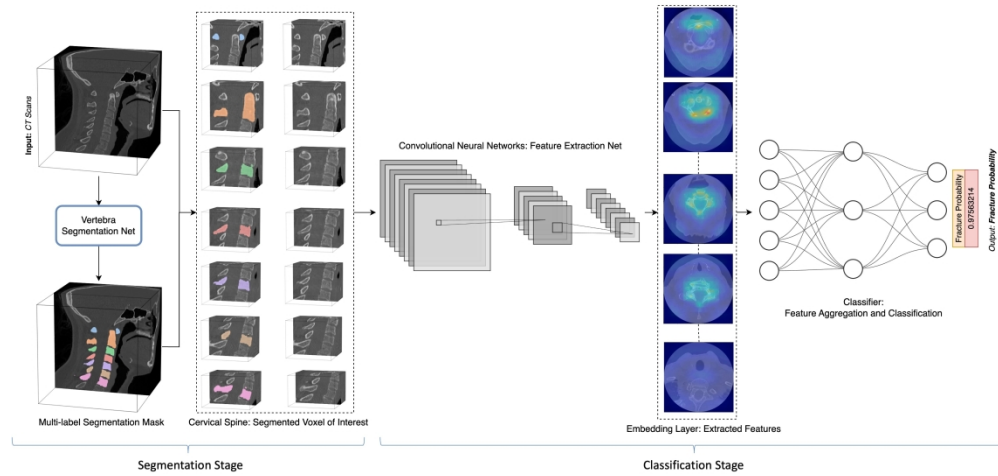 Input: CT Scans
Vertebra
Segmentation Net
Multi-label Segmentation Mask
Cervical Spine: Segmented Voxel of Interest
Convolutional Neural Networks: Feature Extraction Net
Embedding Layer: Extracted Features
Classifier:
Feature Aggregation and Classification
Fracture Probability
0.97563214
Output: Fracture Probability
Segmentation Stage
Classification Stage